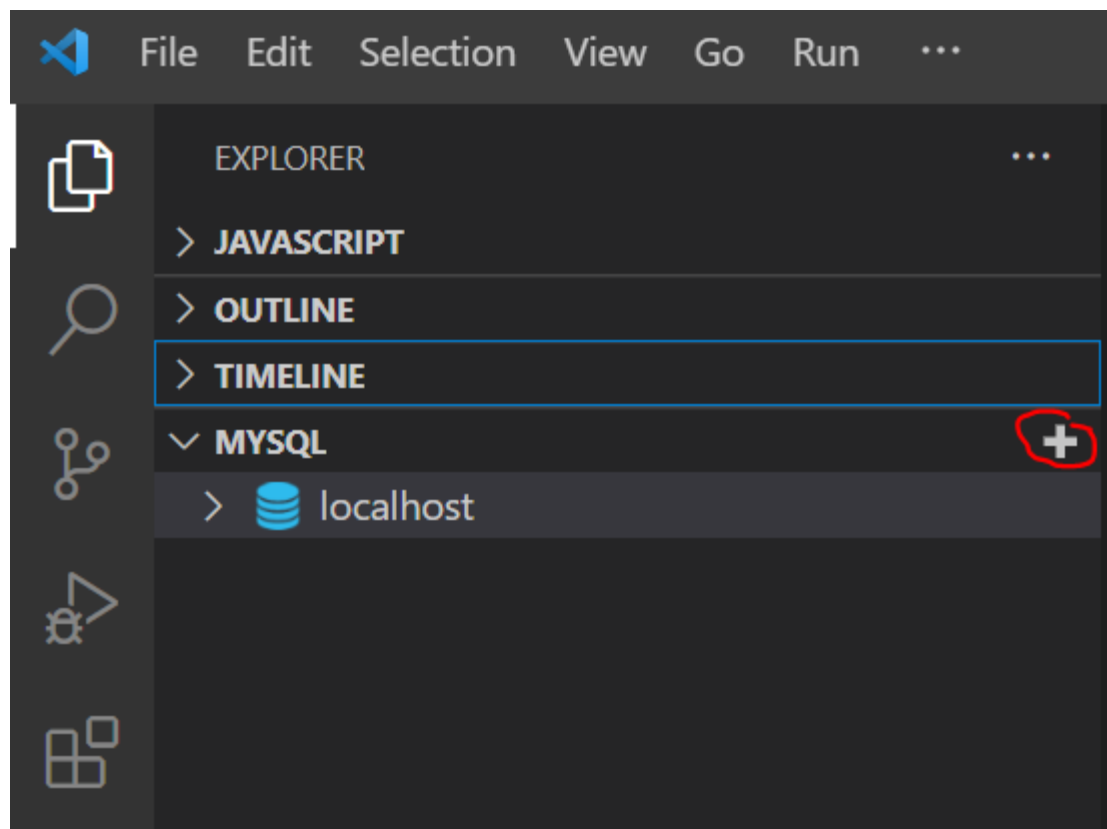 File Edit Selection View Go Run ...
EXPLORER ...
JAVASCRIPT
OUTLINE
TIMELINE
MYSQL
localhost